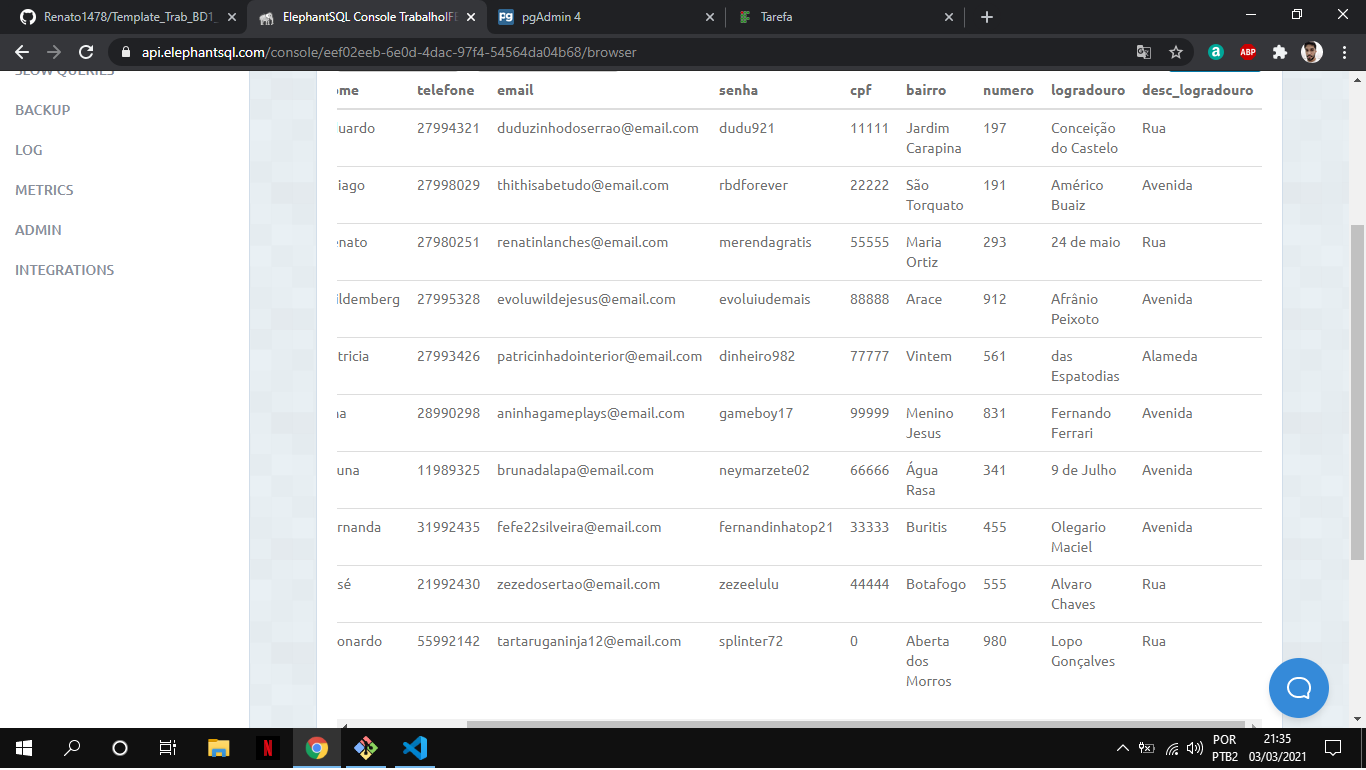 Renato1478/Template_Trab_BD1_
ElephantSQL Console TrabalhoIFE
pgAdmin 4
Tarefa
api.elephantsql.com/console/eef02eeb-6e0d-4dac-97f4-54564da04b68/browser
SLOW QUERIES
BACKUP
LOG
METRICS
ADMIN
INTEGRATIONS
ome telefone email senha cpf bairro numero logradouro desc_logradouro
uardo 27994321 duduzinhodoserrao@email.com dudu921 11111 Jardim Carapina 197 Conceição do Castelo Rua
iago 27998029 thithisabetudo@email.com rbdforever 22222 São Torquato 191 Américo Buaiz Avenida
enato 27980251 renatinlanches@email.com merendagratis 55555 Maria Ortiz 293 24 de maio Rua
ildemberg 27995328 evoluwildejesus@email.com evoluiudemais 88888 Arace 912 Afrânio Peixoto Avenida
tricia 27993426 patricinhadointerior@email.com dinheiro982 77777 Vintem 561 das Espatodias Alameda
na 28990298 aninhagameplays@email.com gameboy17 99999 Menino Jesus 831 Fernando Ferrari Avenida
una 11989325 brunadalapa@email.com neymarzete02 66666 Água Rasa 341 9 de Julho Avenida
rnanda 31992435 fefe22silveira@email.com fernandinhatop21 33333 Buritis 455 Olegario Maciel Avenida
sé 21992430 zezedosertao@email.com zezeelulu 44444 Botafogo 555 Alvaro Chaves Rua
onardo 55992142 tartaruganinja12@email.com splinter72 0 Aberta dos Morros 980 Lopo Gonçalves Rua
POR
PTB2
21:35
03/03/2021